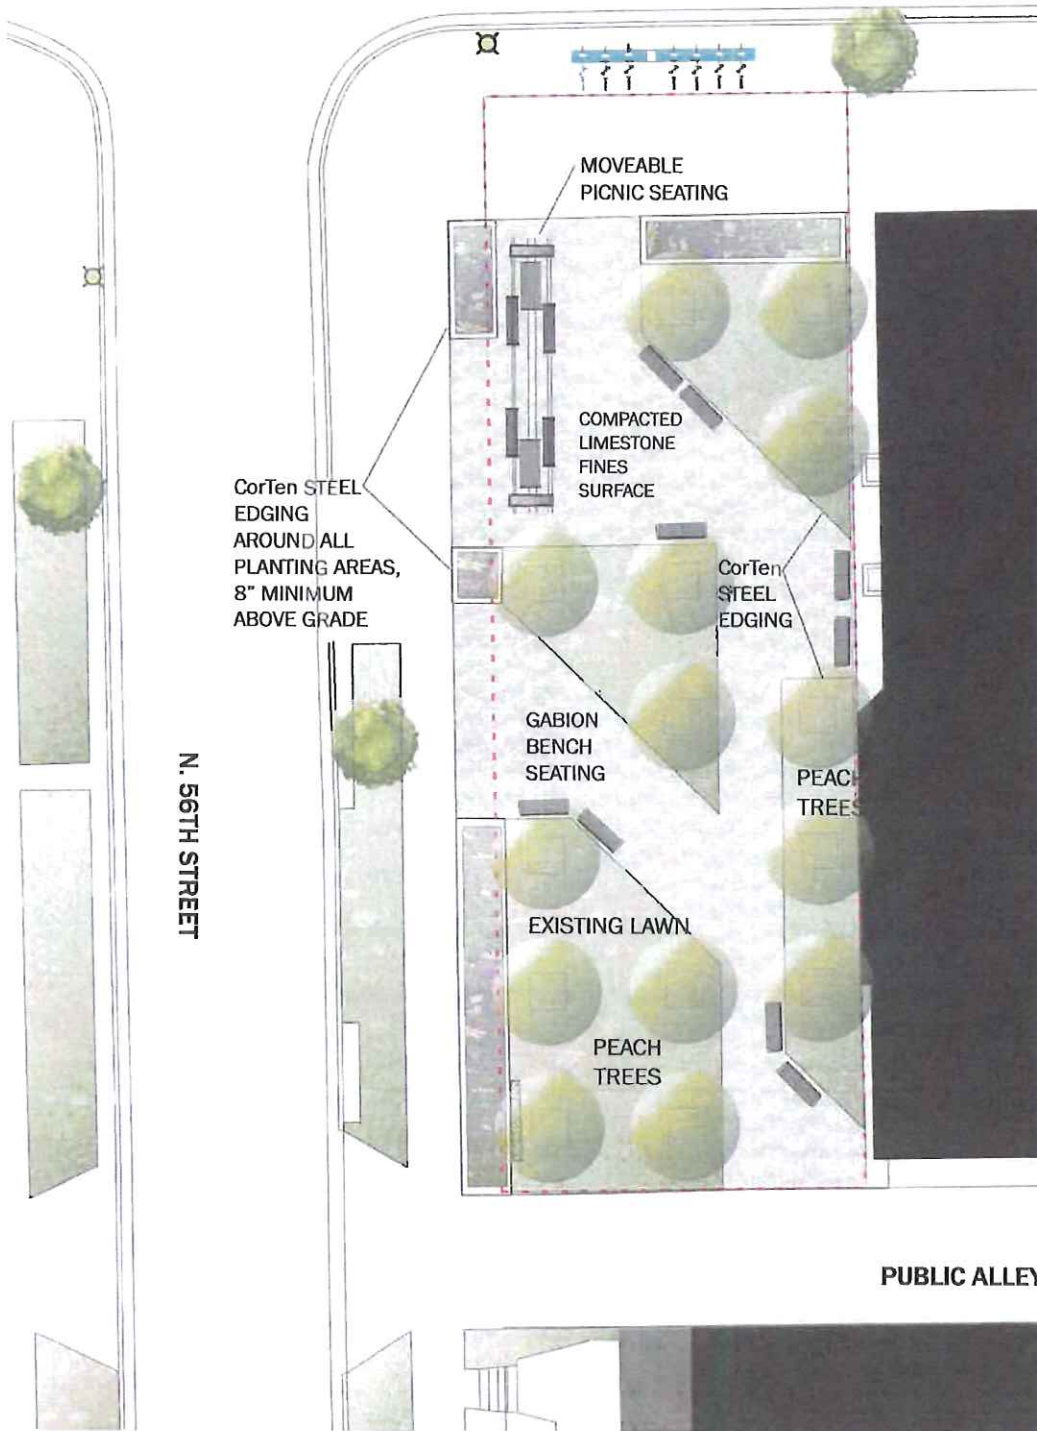 MOVEABLE
PICNIC SEATING
COMPACTED
LIMESTONE
FINES
SURFACE
CorTen STEEL
EDGING
AROUND ALL
PLANTING AREAS,
8" MINIMUM
ABOVE GRADE
CorTen
STEEL
EDGING
GABION
BENCH
SEATING
PEACH
TREES
N. 56TH STREET
EXISTING LAWN
PEACH
TREES
PUBLIC ALLEY